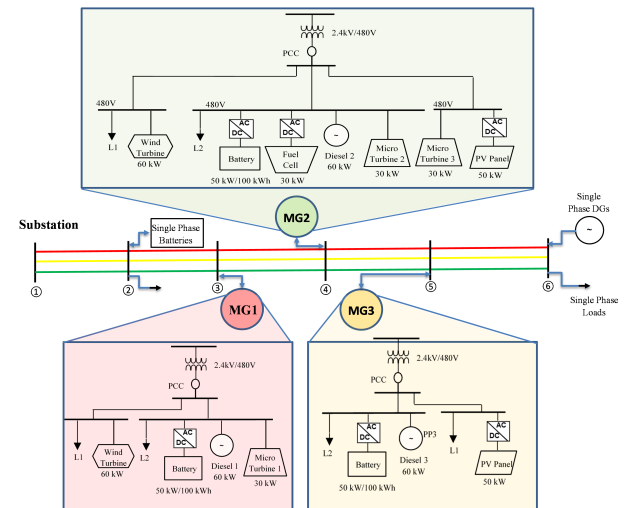 2.4kV/480V
PCC
480V
480V
480V
L1
Wind
Turbine
60 kW
L2
AC
DC
Battery
50 kW/100 kWh
AC
DC
Fuel
Cell
30 kW
~
Diesel 2
60 kW
Micro
Turbine 2
30 kW
Micro
Turbine 3
30 kW
AC
DC
PV Panel
50 kW
Substation
Single Phase
Batteries
MG2
Single
Phase DGs
~
①
②
③
④
⑤
⑥
MG1
MG3
Single Phase
Loads
2.4kV/480V
PCC
L1
Wind
Turbine
60 kW
L2
AC
DC
Battery
50 kW/100 kWh
~
Diesel 1
60 kW
Micro
Turbine 1
30 kW
2.4kV/480V
PCC
L2
AC
DC
Battery
50 kW/100 kWh
~
PP3
Diesel 3
60 kW
L1
AC
DC
PV Panel
50 kW